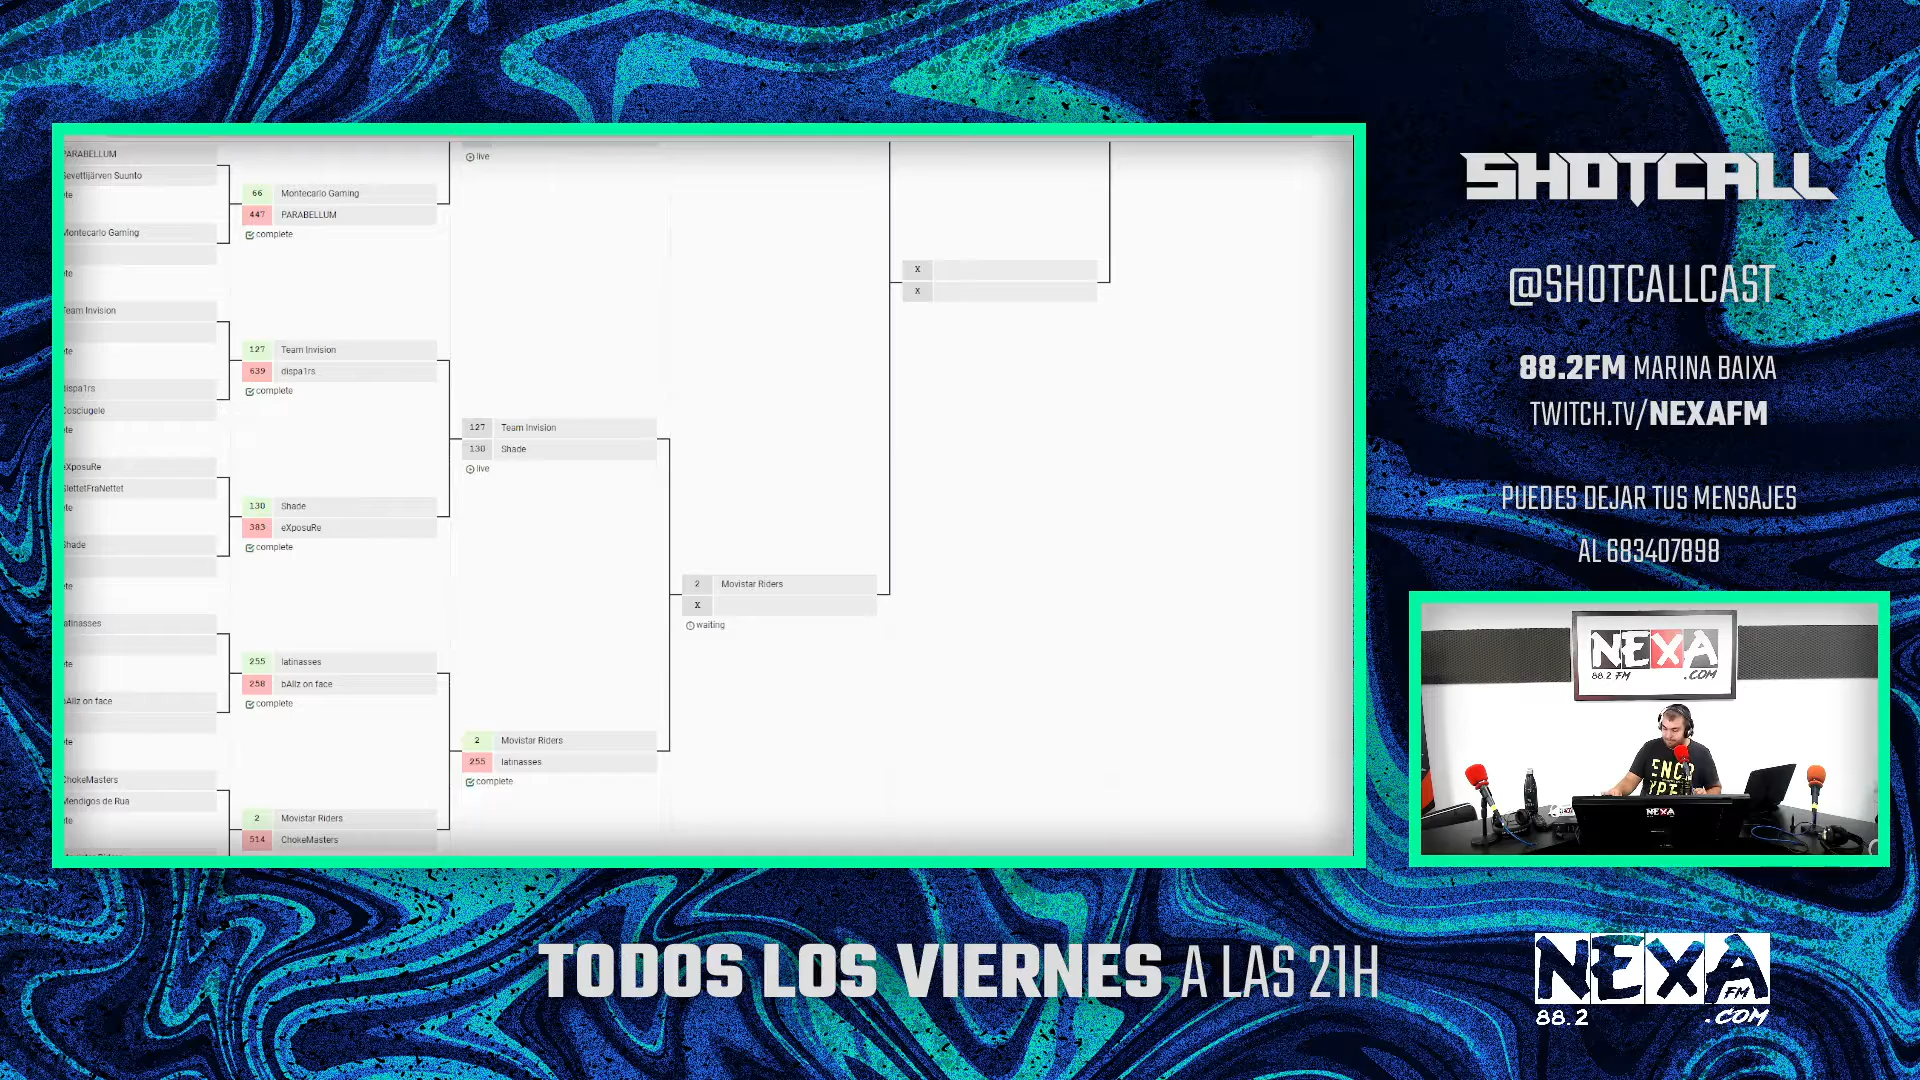 PARABELLUM
Sevettijärven Suunto
Montecarlo Gaming
Team Invision
dispa1rs
Cosciugele
eXposuRe
SlettetFraNettet
Shade
latinasses
bAllz on face
ChokeMasters
Mendigos de Rua
66 Montecarlo Gaming
447 PARABELLUM
complete
127 Team Invision
639 dispa1rs
complete
130 Shade
383 eXposuRe
complete
255 latinasses
258 bAllz on face
complete
2 Movistar Riders
514 ChokeMasters
live
127 Team Invision
130 Shade
live
2 Movistar Riders
255 latinasses
complete
2 Movistar Riders
X
waiting
X
X
SHOTCALL
@SHOTCALLCAST
88.2FM MARINA BAIXA
TWITCH.TV/NEXAFM
PUEDES DEJAR TUS MENSAJES
AL 683407898
NEXA
88.2 FM .COM
ENCR
YPE
NEXA
TODOS LOS VIERNES A LAS 21H
NEXA
FM
88.2 .COM